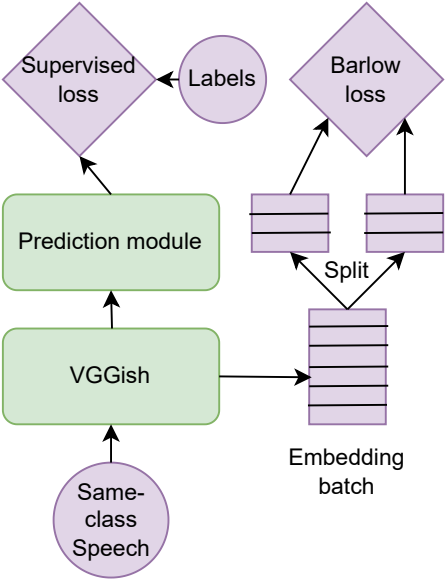 Supervised
loss
Labels
Barlow
loss
Prediction module
Split
VGGish
Embedding
batch
Same-
class
Speech